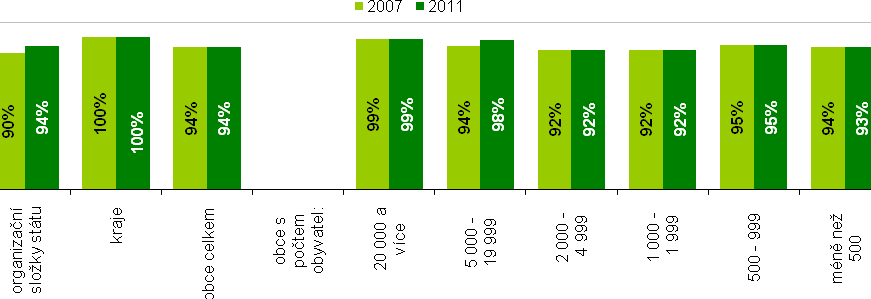 2007 2011
90% 94% 100% 100% 94% 94% 99% 99% 94% 98% 92% 92% 92% 92% 95% 95% 94% 93%
organizační
složky státu
kraje
obce celkem
obce s
počtem
obyvatel:
20 000 a
více
5 000 -
19 999
2 000 -
4 999
1 000 -
1 999
500 - 999
méně než
500